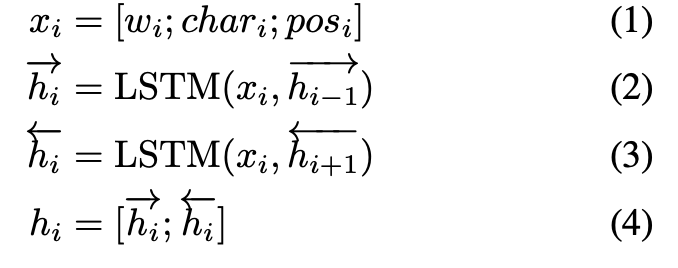 x_i = [w_i; char_i; pos_i] (1)
\overrightarrow{h_i} = LSTM(x_i, \overrightarrow{h_{i-1}}) (2)
\overleftarrow{h_i} = LSTM(x_i, \overleftarrow{h_{i+1}}) (3)
h_i = [\overrightarrow{h_i}; \overleftarrow{h_i}] (4)